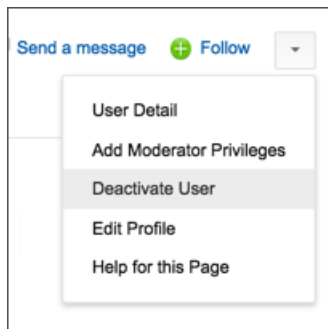 Send a message Follow
User Detail
Add Moderator Privileges
Deactivate User
Edit Profile
Help for this Page